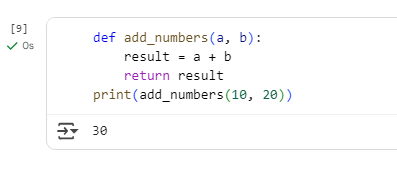 [9]
0s
def add_numbers(a, b):
    result = a + b
    return result
print(add_numbers(10, 20))
30